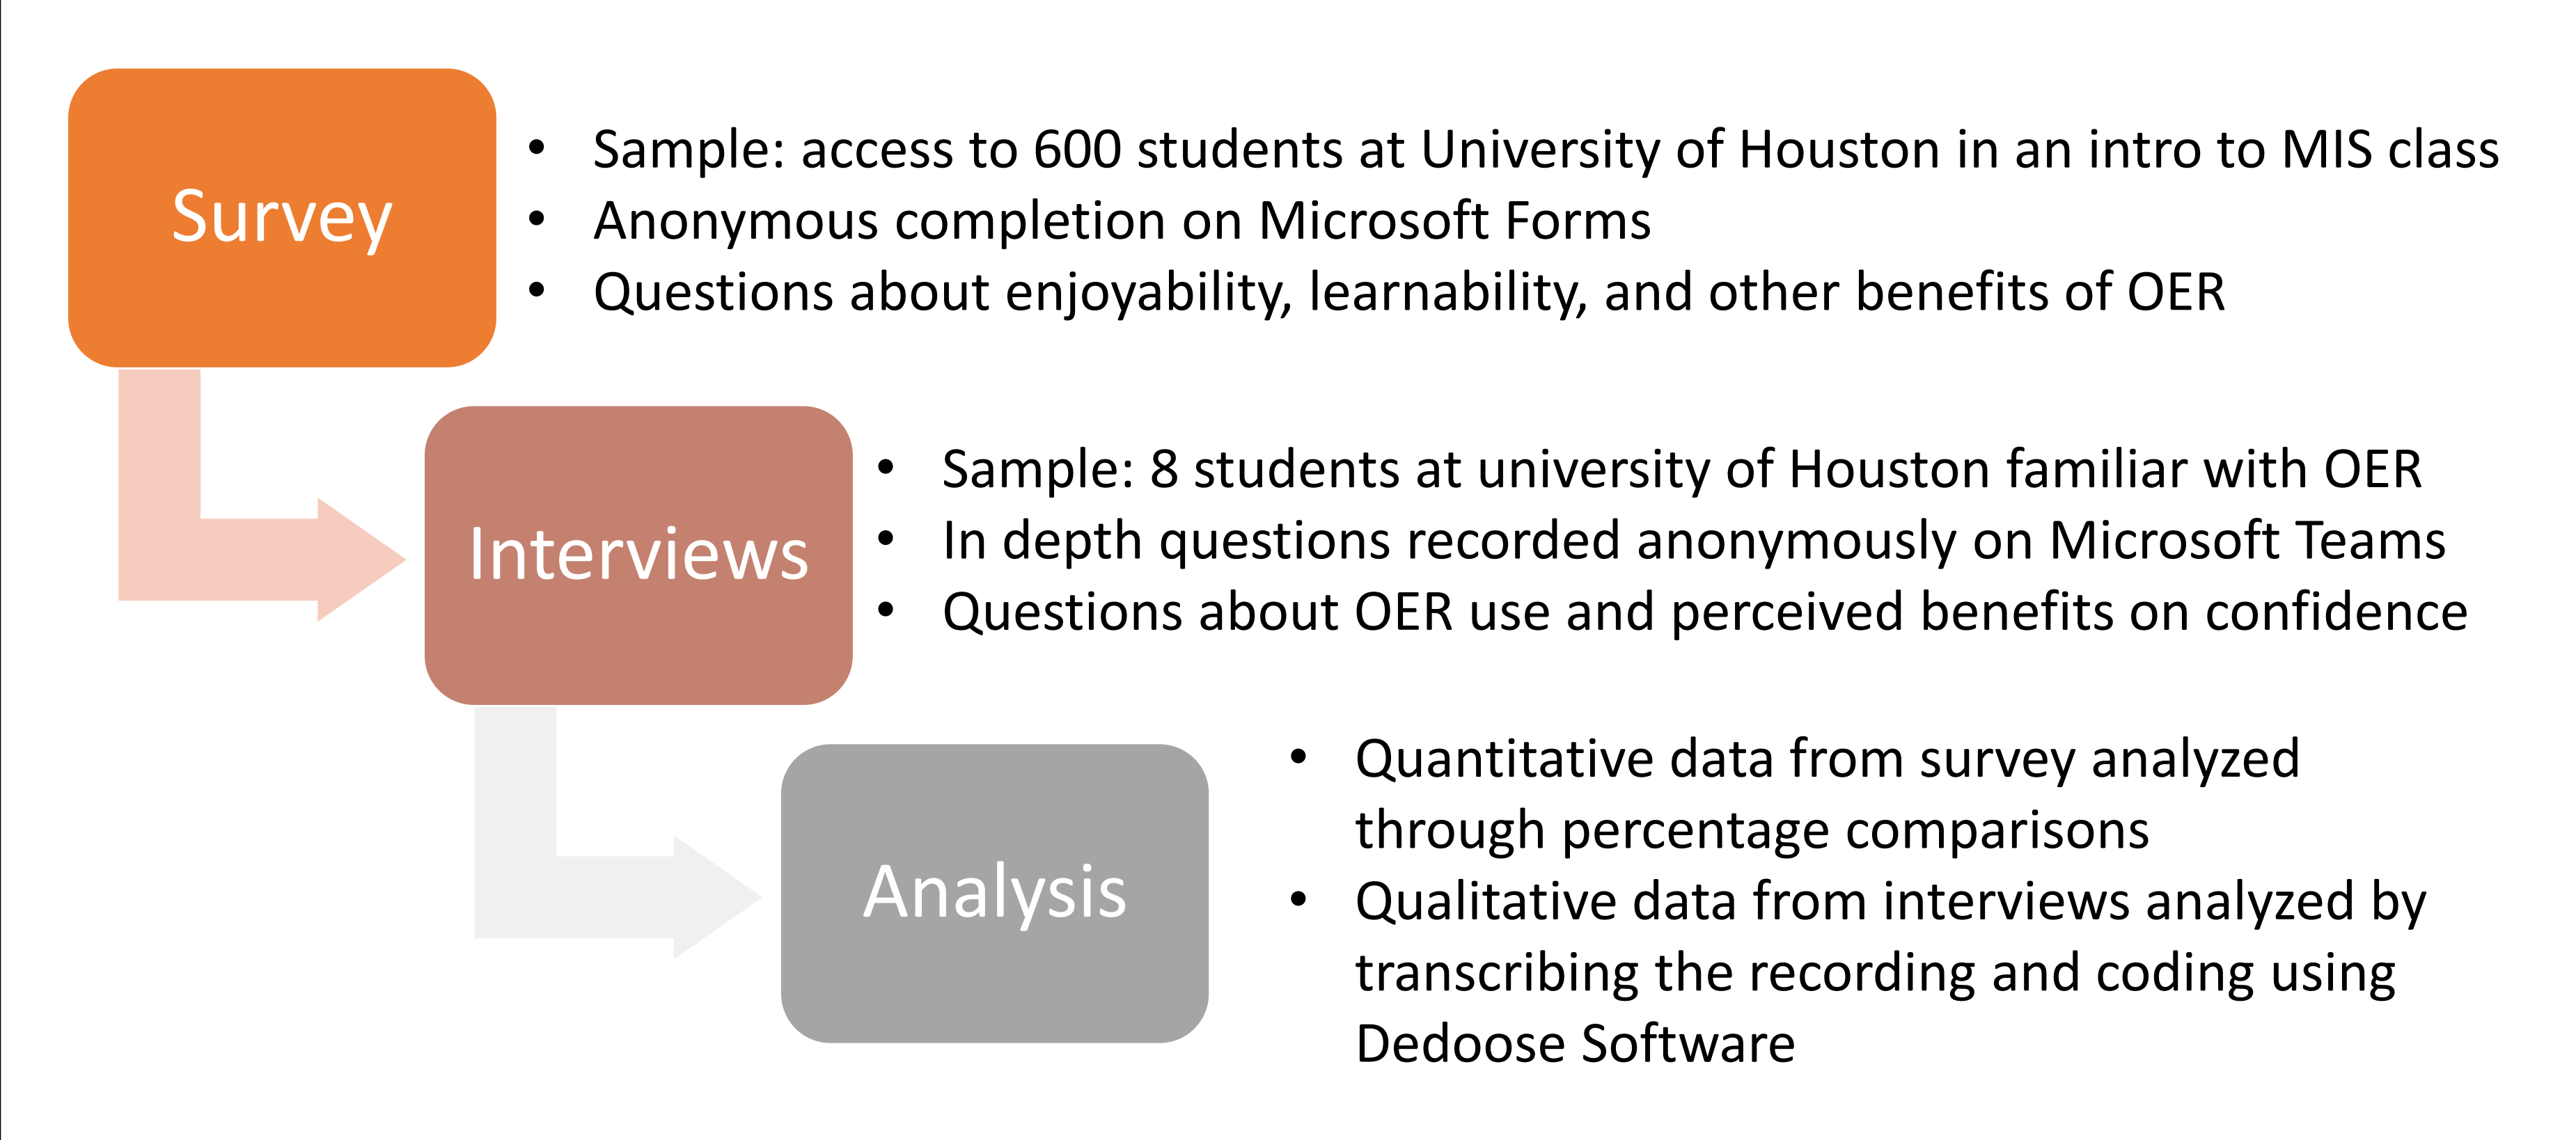 Survey
• Sample: access to 600 students at University of Houston in an intro to MIS class
• Anonymous completion on Microsoft Forms
• Questions about enjoyability, learnability, and other benefits of OER
Interviews
• Sample: 8 students at university of Houston familiar with OER
• In depth questions recorded anonymously on Microsoft Teams
• Questions about OER use and perceived benefits on confidence
Analysis
• Quantitative data from survey analyzed
through percentage comparisons
• Qualitative data from interviews analyzed by
transcribing the recording and coding using
Dedoose Software